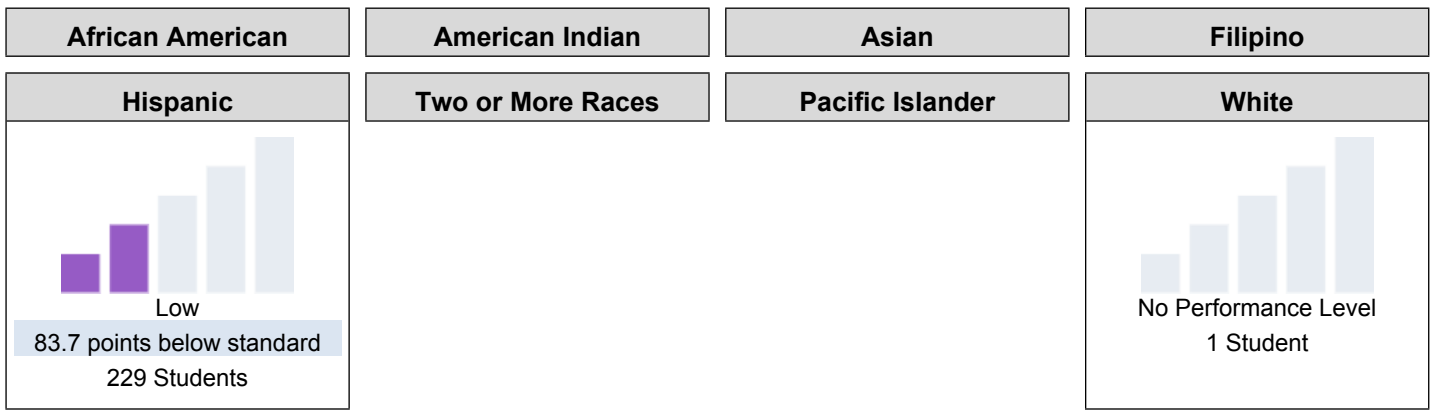 African American
American Indian
Asian
Filipino
Hispanic
Two or More Races
Pacific Islander
White
Low
83.7 points below standard
229 Students
No Performance Level
1 Student